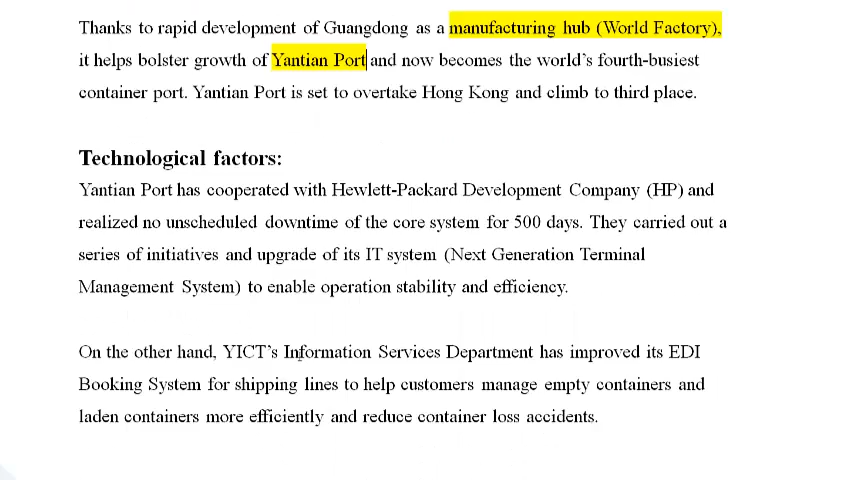 Thanks to rapid development of Guangdong as a manufacturing hub (World Factory),
it helps bolster growth of Yantian Port and now becomes the world's fourth-busiest
container port. Yantian Port is set to overtake Hong Kong and climb to third place.
Technological factors:
Yantian Port has cooperated with Hewlett-Packard Development Company (HP) and
realized no unscheduled downtime of the core system for 500 days. They carried out a
series of initiatives and upgrade of its IT system (Next Generation Terminal
Management System) to enable operation stability and efficiency.
On the other hand, YICT's Information Services Department has improved its EDI
Booking System for shipping lines to help customers manage empty containers and
laden containers more efficiently and reduce container loss accidents.